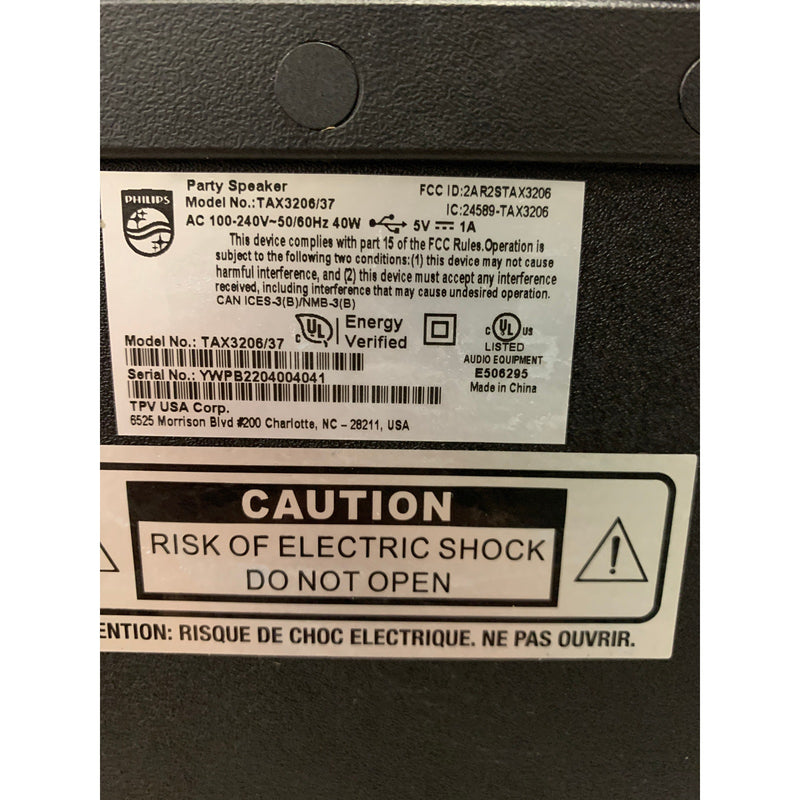 PHILIPS
Party Speaker
Model No.:TAX3206/37
AC 100-240V~50/60Hz 40W 5V ⎓ 1A
FCC ID:2AR2STAX3206
IC:24589-TAX3206
This device complies with part 15 of the FCC Rules.Operation is
subject to the following two conditions:(1) this device may not cause
harmful interference, and (2) this device must accept any interference
received, including interference that may cause undesired operation.
CAN ICES-3(B)/NMB-3(B)
C UL
Energy
Verified
C UL US
LISTED
AUDIO EQUIPMENT
E506295
Made in China
Model No.: TAX3206/37
Serial No.: YWPB2204004041
TPV USA Corp.
6525 Morrison Blvd #200 Charlotte, NC – 28211, USA
CAUTION
RISK OF ELECTRIC SHOCK
DO NOT OPEN
!
ENTION: RISQUE DE CHOC ELECTRIQUE. NE PAS OUVRIR.